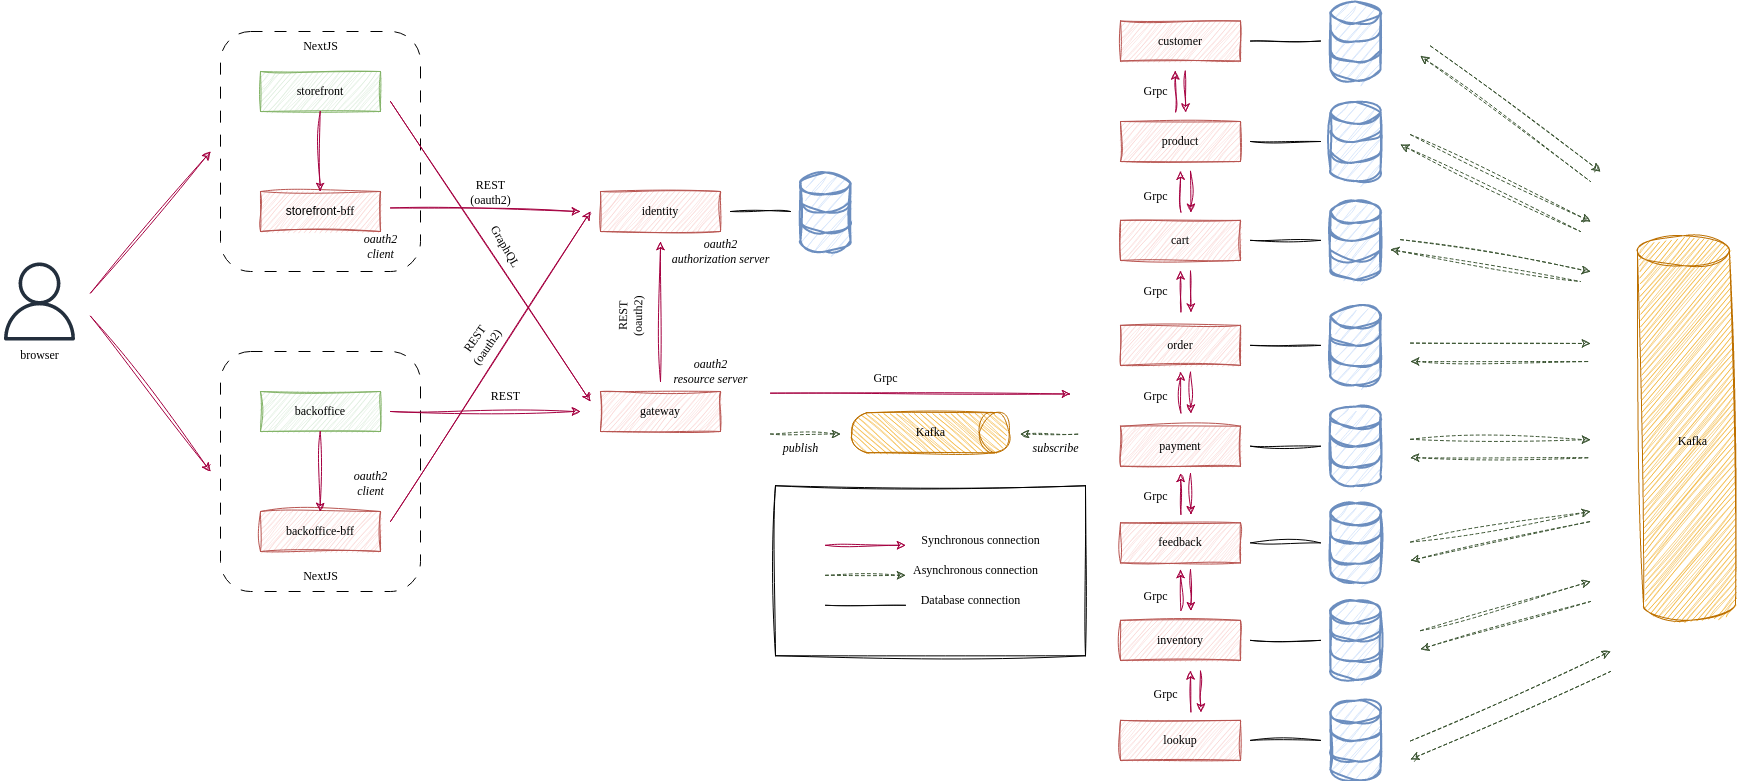 NextJS
storefront
storefront-bff
oauth2
client
browser
backoffice
oauth2
client
backoffice-bff
NextJS
REST
(oauth2)
GraphQL
REST
(oauth2)
REST
identity
oauth2
authorization server
REST
(oauth2)
oauth2
resource server
gateway
Grpc
Kafka
publish
subscribe
Synchronous connection
Asynchronous connection
Database connection
customer
Grpc
product
Grpc
cart
Grpc
order
Grpc
payment
Grpc
feedback
Grpc
inventory
Grpc
lookup
Kafka